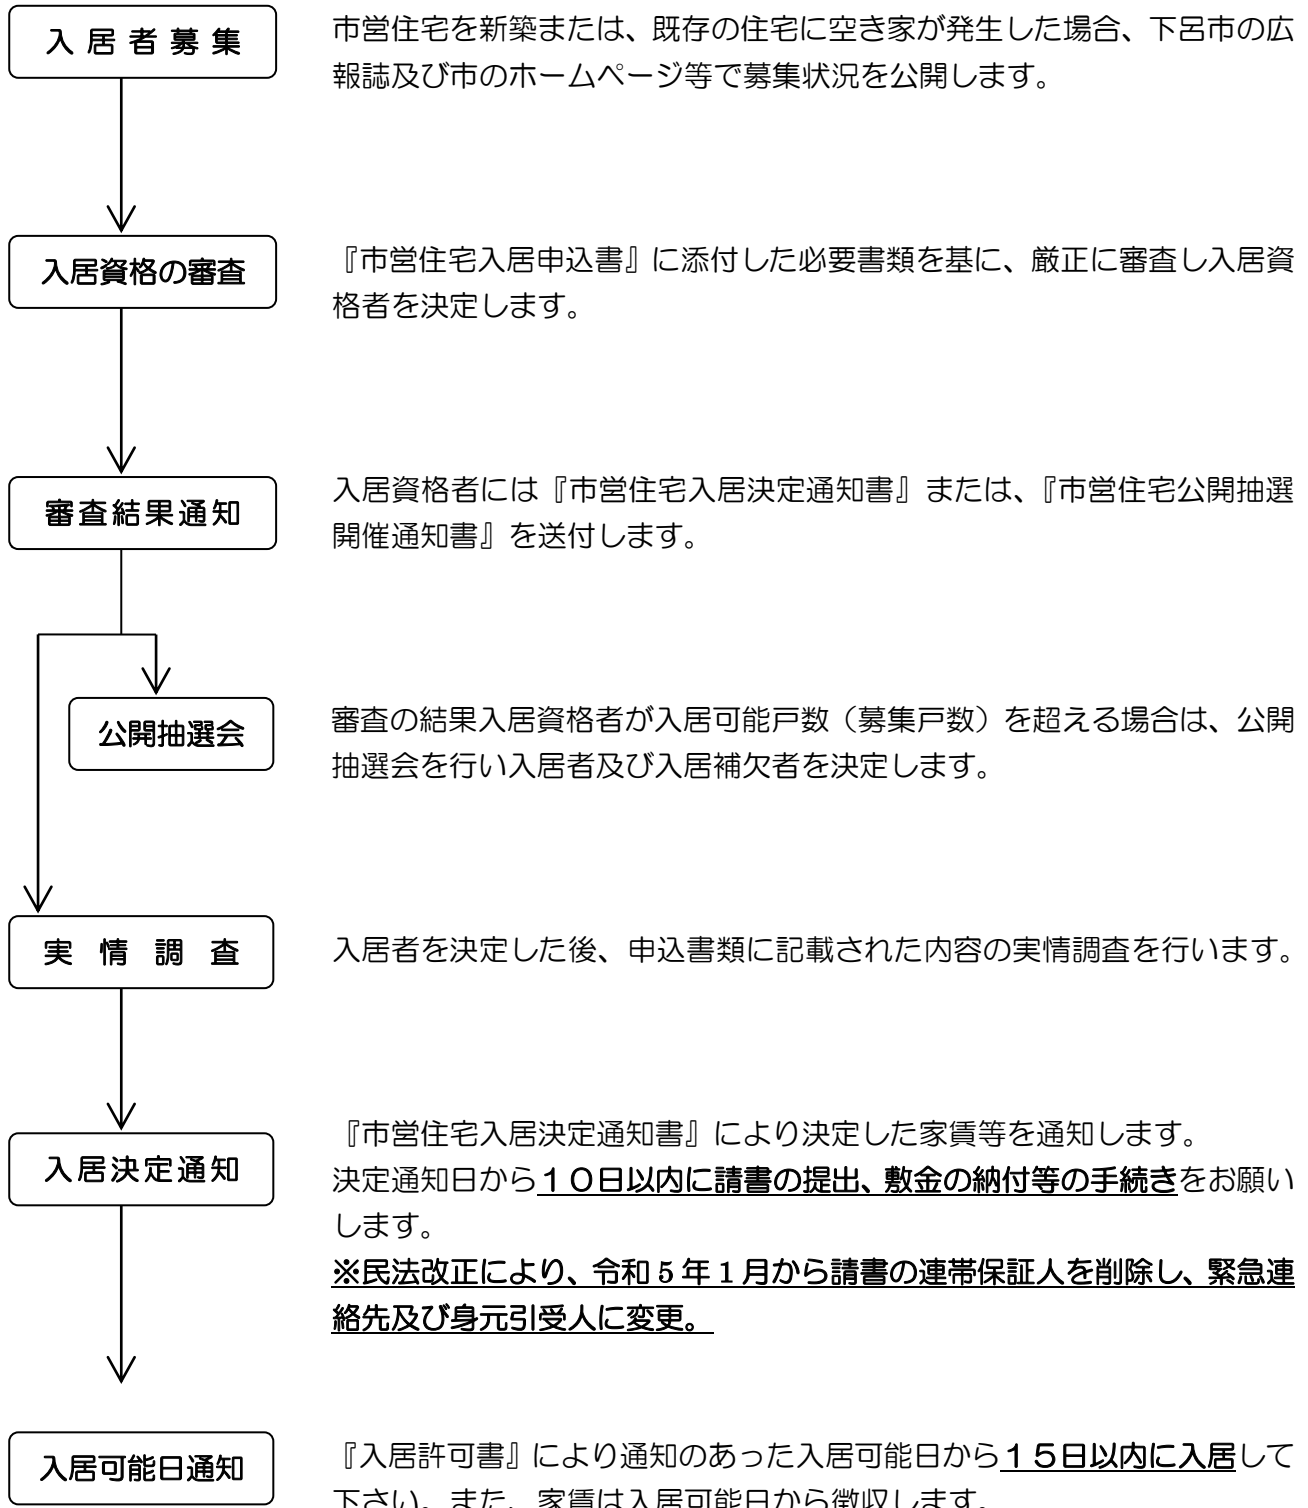 入居者募集
市営住宅を新築または、既存の住宅に空き家が発生した場合、下呂市の広
報誌及び市のホームページ等で募集状況を公開します。
入居資格の審査
『市営住宅入居申込書』に添付した必要書類を基に、厳正に審査し入居資
格者を決定します。
審査結果通知
入居資格者には『市営住宅入居決定通知書』または、『市営住宅公開抽選
開催通知書』を送付します。
公開抽選会
審査の結果入居資格者が入居可能戸数（募集戸数）を超える場合は、公開
抽選会を行い入居者及び入居補欠者を決定します。
実情調査
入居者を決定した後、申込書類に記載された内容の実情調査を行います。
入居決定通知
『市営住宅入居決定通知書』により決定した家賃等を通知します。
決定通知日から１０日以内に請書の提出、敷金の納付等の手続きをお願い
します。
※民法改正により、令和５年１月から請書の連帯保証人を削除し、緊急連
絡先及び身元引受人に変更。
入居可能日通知
『入居許可書』により通知のあった入居可能日から１５日以内に入居して
下さい。また、家賃は入居可能日から徴収します。